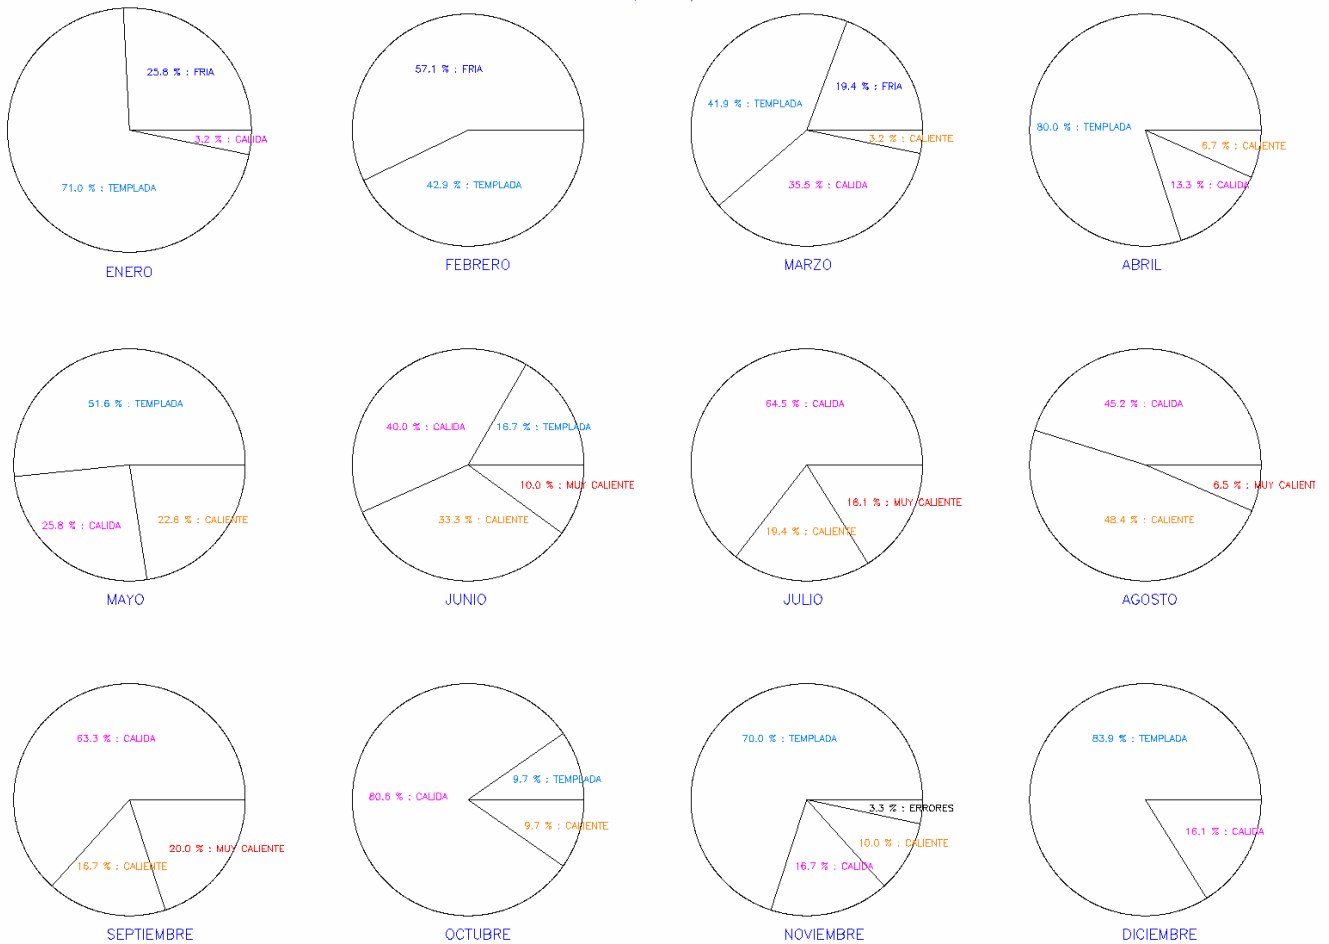 25.8 % : FRIA
3.2 % : CALIDA
71.0 % : TEMPLADA
ENERO
57.1 % : FRIA
42.9 % : TEMPLADA
FEBRERO
19.4 % : FRIA
41.9 % : TEMPLADA
3.2 % : CALIENTE
35.5 % : CALIDA
MARZO
80.0 % : TEMPLADA
6.7 % : CALIENTE
13.3 % : CALIDA
ABRIL
51.6 % : TEMPLADA
25.8 % : CALIDA
22.6 % : CALIENTE
MAYO
40.0 % : CALIDA
16.7 % : TEMPLADA
10.0 % : MUY CALIENTE
33.3 % : CALIENTE
JUNIO
64.5 % : CALIDA
16.1 % : MUY CALIENTE
19.4 % : CALIENTE
JULIO
45.2 % : CALIDA
6.5 % : MUY CALIENT
48.4 % : CALIENTE
AGOSTO
63.3 % : CALIDA
20.0 % : MUY CALIENTE
16.7 % : CALIENTE
SEPTIEMBRE
9.7 % : TEMPLADA
80.6 % : CALIDA
9.7 % : CALIENTE
OCTUBRE
70.0 % : TEMPLADA
3.3 % : ERRORES
10.0 % : CALIENTE
16.7 % : CALIDA
NOVIEMBRE
83.9 % : TEMPLADA
16.1 % : CALIDA
DICIEMBRE